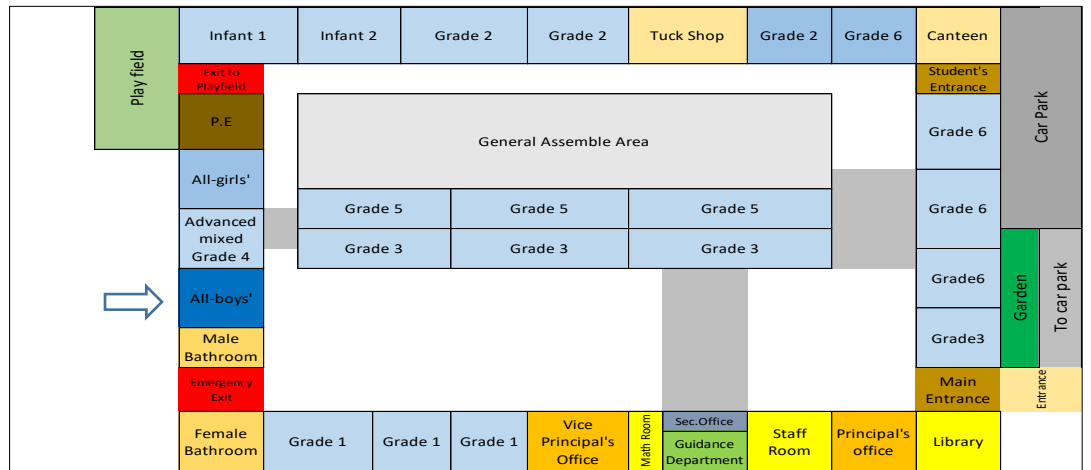 Play field
Infant 1
Infant 2
Grade 2
Grade 2
Tuck Shop
Grade 2
Grade 6
Canteen
Car Park
Exit to
Playfield
Student's
Entrance
P.E
General Assemble Area
Grade 6
All-girls'
Grade 5
Grade 5
Grade 5
Grade 6
Advanced
mixed
Grade 4
Grade 3
Grade 3
Grade 3
All-boys'
Grade6
Garden
To car park
Male
Bathroom
Grade3
Emergency
Exit
Main
Entrance
Entrance
Female
Bathroom
Grade 1
Grade 1
Grade 1
Vice
Principal's
Office
Math Room
Sec.Office
Guidance
Department
Staff
Room
Principal's
office
Library